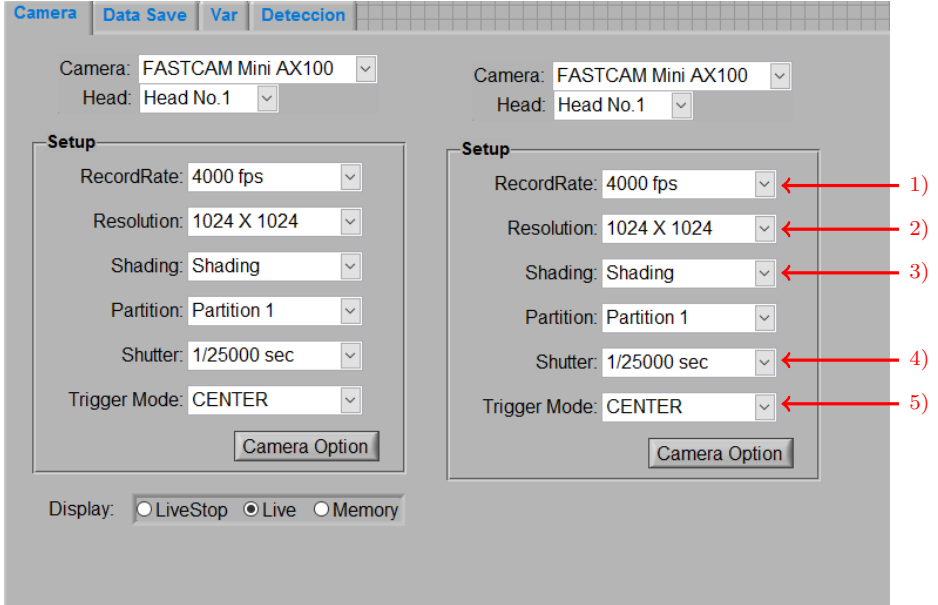 Camera Data Save Var Deteccion
Camera: FASTCAM Mini AX100
Head: Head No.1
Setup
RecordRate: 4000 fps
Resolution: 1024 X 1024
Shading: Shading
Partition: Partition 1
Shutter: 1/25000 sec
Trigger Mode: CENTER
Camera Option
Display: LiveStop Live Memory
Camera: FASTCAM Mini AX100
Head: Head No.1
Setup
RecordRate: 4000 fps 1)
Resolution: 1024 X 1024 2)
Shading: Shading 3)
Partition: Partition 1
Shutter: 1/25000 sec 4)
Trigger Mode: CENTER 5)
Camera Option